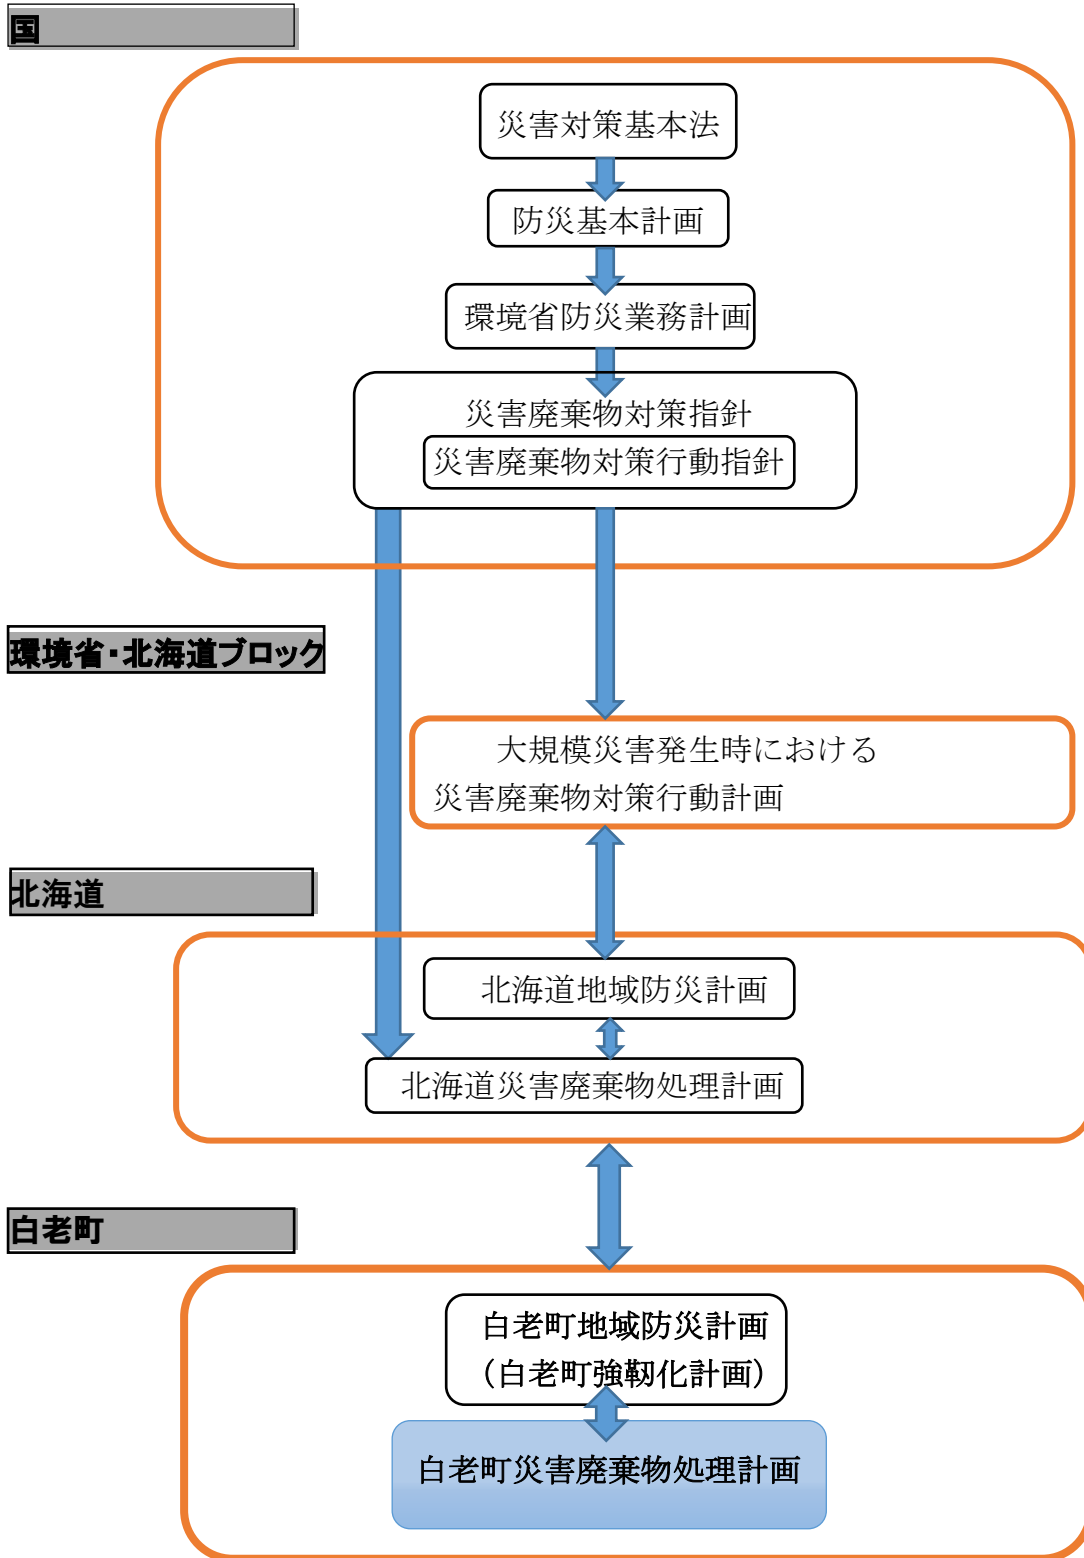 国
災害対策基本法
防災基本計画
環境省防災業務計画
災害廃棄物対策指針
災害廃棄物対策行動指針
環境省・北海道ブロック
大規模災害発生時における
災害廃棄物対策行動計画
北海道
北海道地域防災計画
北海道災害廃棄物処理計画
白老町
白老町地域防災計画
（白老町強靭化計画）
白老町災害廃棄物処理計画